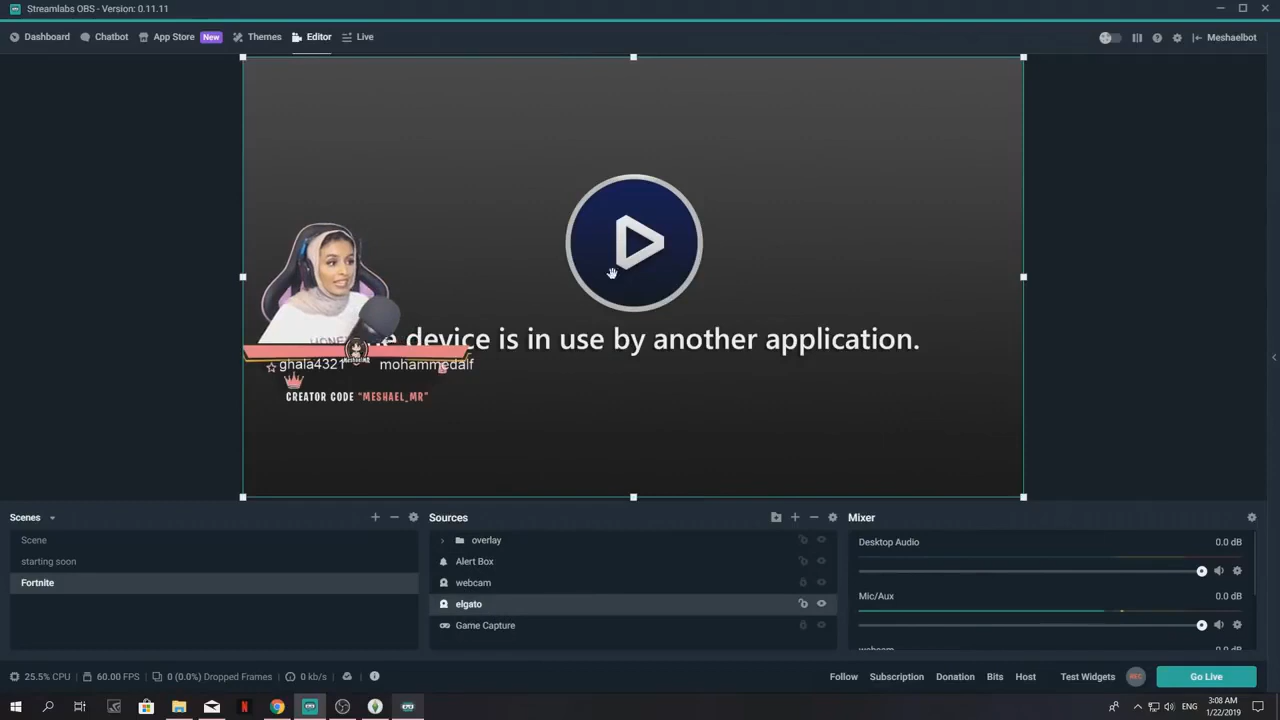 Streamlabs OBS - Version: 0.11.11
Dashboard Chatbot App Store New Themes Editor Live Meshaelbot
device is in use by another application.
ghala4321 mohammedalf
CREATOR CODE "MESHAEL_MR"
Scenes
Scene
starting soon
Fortnite
Sources
overlay
Alert Box
webcam
elgato
Game Capture
Mixer
Desktop Audio 0.0 dB
Mic/Aux 0.0 dB
webcam
25.5% CPU 60.00 FPS 0 (0.0%) Dropped Frames 0 kb/s
Follow Subscription Donation Bits Host Test Widgets REC Go Live
ENG 3:08 AM
1/22/2019